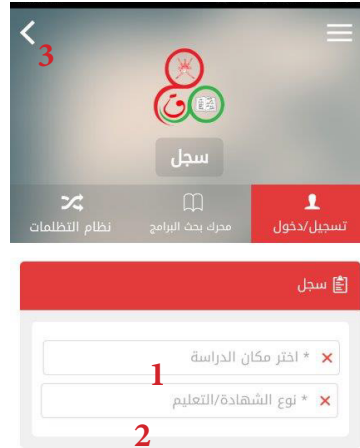 3
ق
سجل
تسجيل/دخول
محرك بحث البرامج
نظام التظلمات
سجل
* اختر مكان الدراسة
1
* نوع الشهادة/التعليم
2